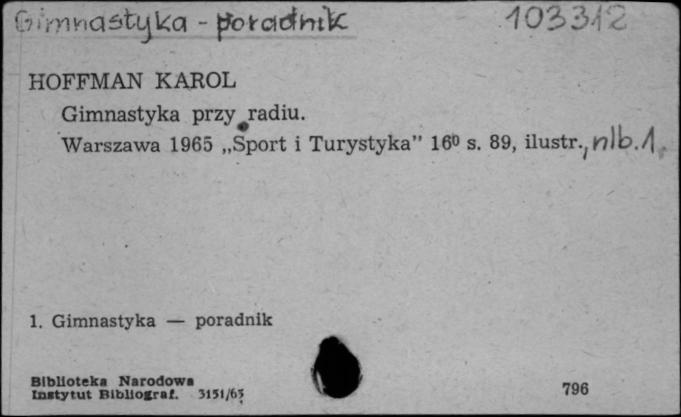 Gimnastyka - poradnik 103312
HOFFMAN KAROL
Gimnastyka przy radiu.
Warszawa 1965 „Sport i Turystyka” 16⁰ s. 89, ilustr., nlb. 1.
1. Gimnastyka — poradnik
Biblioteka Narodowa
Instytut Bibliograf. 3151/65
796